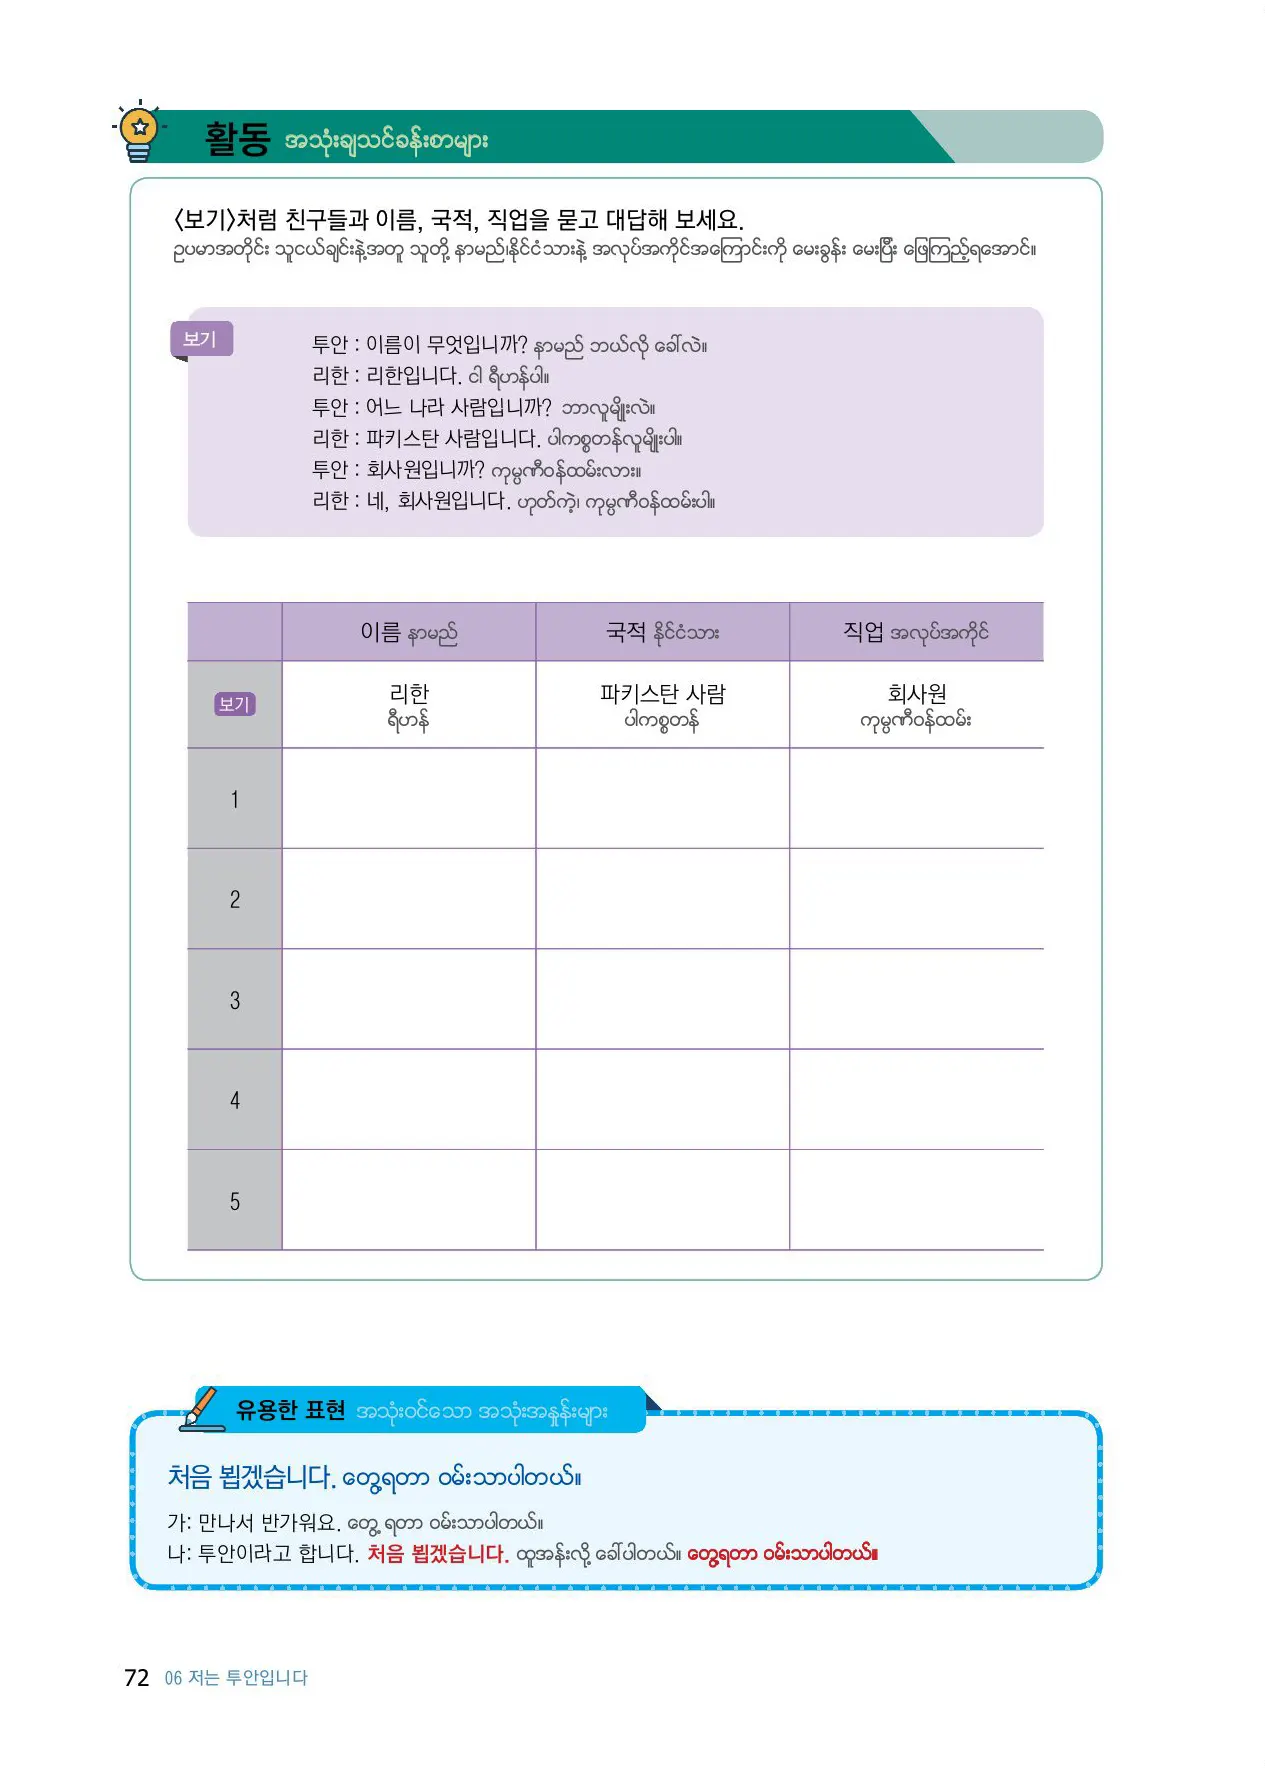 활동 အသုံးချသင်ခန်းစာများ
<보기>처럼 친구들과 이름, 국적, 직업을 묻고 대답해 보세요.
ဥပမာအတိုင်း သူငယ်ချင်းနဲ့အတူ သူတို့ နာမည်၊နိုင်ငံသားနဲ့ အလုပ်အကိုင်အကြောင်းကို မေးခွန်း မေးပြီး ဖြေကြည့်ရအောင်။
보기
투안 : 이름이 무엇입니까? နာမည် ဘယ်လို ခေါ်လဲ။
리한 : 리한입니다. ငါ ရီဟန်ပါ။
투안 : 어느 나라 사람입니까? ဘာလူမျိုးလဲ။
리한 : 파키스탄 사람입니다. ပါကစ္စတန်လူမျိုးပါ။
투안 : 회사원입니까? ကုမ္ပဏီဝန်ထမ်းလား။
리한 : 네, 회사원입니다. ဟုတ်ကဲ့၊ ကုမ္ပဏီဝန်ထမ်းပါ။
이름 နာမည် 국적 နိုင်ငံသား 직업 အလုပ်အကိုင်
보기 리한 파키스탄 사람 회사원
ရီဟန် ပါကစ္စတန် ကုမ္ပဏီဝန်ထမ်း
1
2
3
4
5
유용한 표현 အသုံးဝင်သော အသုံးအနှုန်းများ
처음 뵙겠습니다. တွေ့ရတာ ဝမ်းသာပါတယ်။
가: 만나서 반가워요. တွေ့ ရတာ ဝမ်းသာပါတယ်။
나: 투안이라고 합니다. 처음 뵙겠습니다. ထူအန်းလို့ ခေါ်ပါတယ်။ တွေ့ရတာ ဝမ်းသာပါတယ်။
72 06 저는 투안입니다